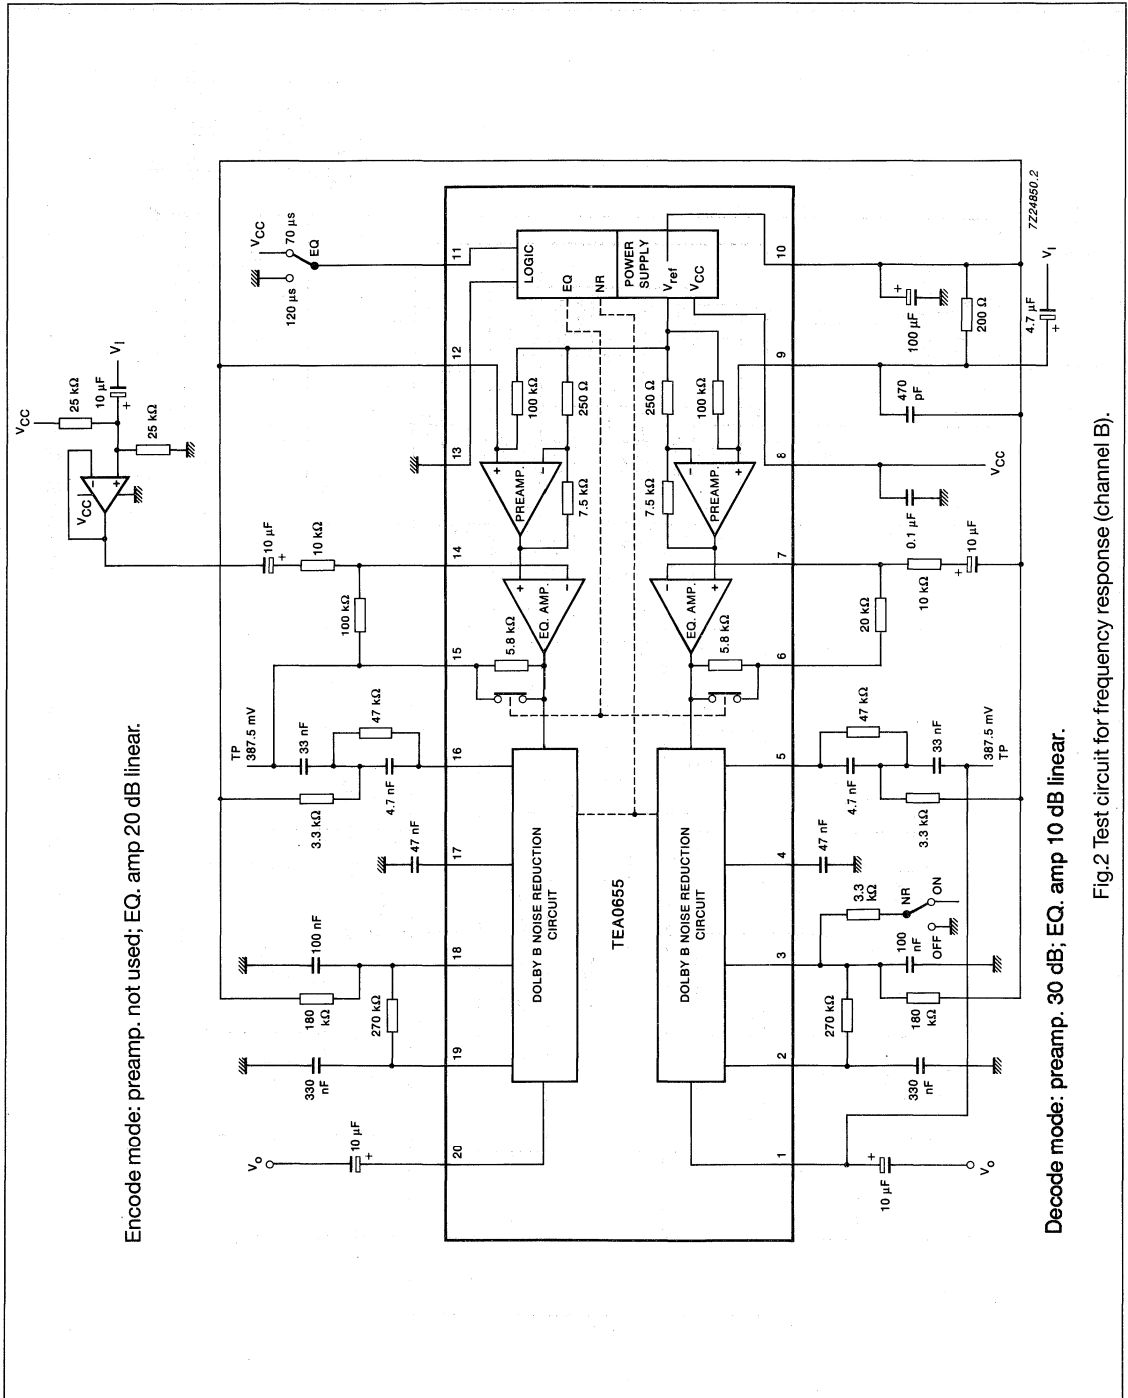 Encode mode: preamp. not used; EQ. amp 20 dB linear.
VCC
25 kΩ
10 µF
+
VI
25 kΩ
VCC
−
+
VCC
70 µs
120 µs
EQ
10 µF
+
10 kΩ
100 kΩ
TP
387.5 mV
33 nF
47 kΩ
4.7 nF
3.3 kΩ
47 nF
100 nF
180
kΩ
270 kΩ
330
nF
Vo
10 µF
+
20
19
18
17
16
15
14
13
12
11
LOGIC
EQ
NR
POWER
SUPPLY
Vref
VCC
100 kΩ
250 Ω
+
−
PREAMP.
7.5 kΩ
+
−
EQ. AMP.
5.8 kΩ
DOLBY B NOISE REDUCTION
CIRCUIT
TEA0655
250 Ω
100 kΩ
−
+
PREAMP.
7.5 kΩ
−
+
EQ. AMP.
5.8 kΩ
DOLBY B NOISE REDUCTION
CIRCUIT
1
2
3
4
5
6
7
8
9
10
Vo
10 µF
+
330
nF
270 kΩ
180
kΩ
100
nF
OFF
NR
ON
3.3
kΩ
47 nF
3.3 kΩ
4.7 nF
47 kΩ
33 nF
387.5 mV
TP
20 kΩ
10 kΩ
+
10 µF
0.1 µF
VCC
470
pF
100 µF
+
200 Ω
4.7 µF
+
VI
7Z24850.2
Decode mode: preamp. 30 dB; EQ. amp 10 dB linear.
Fig.2 Test circuit for frequency response (channel B).